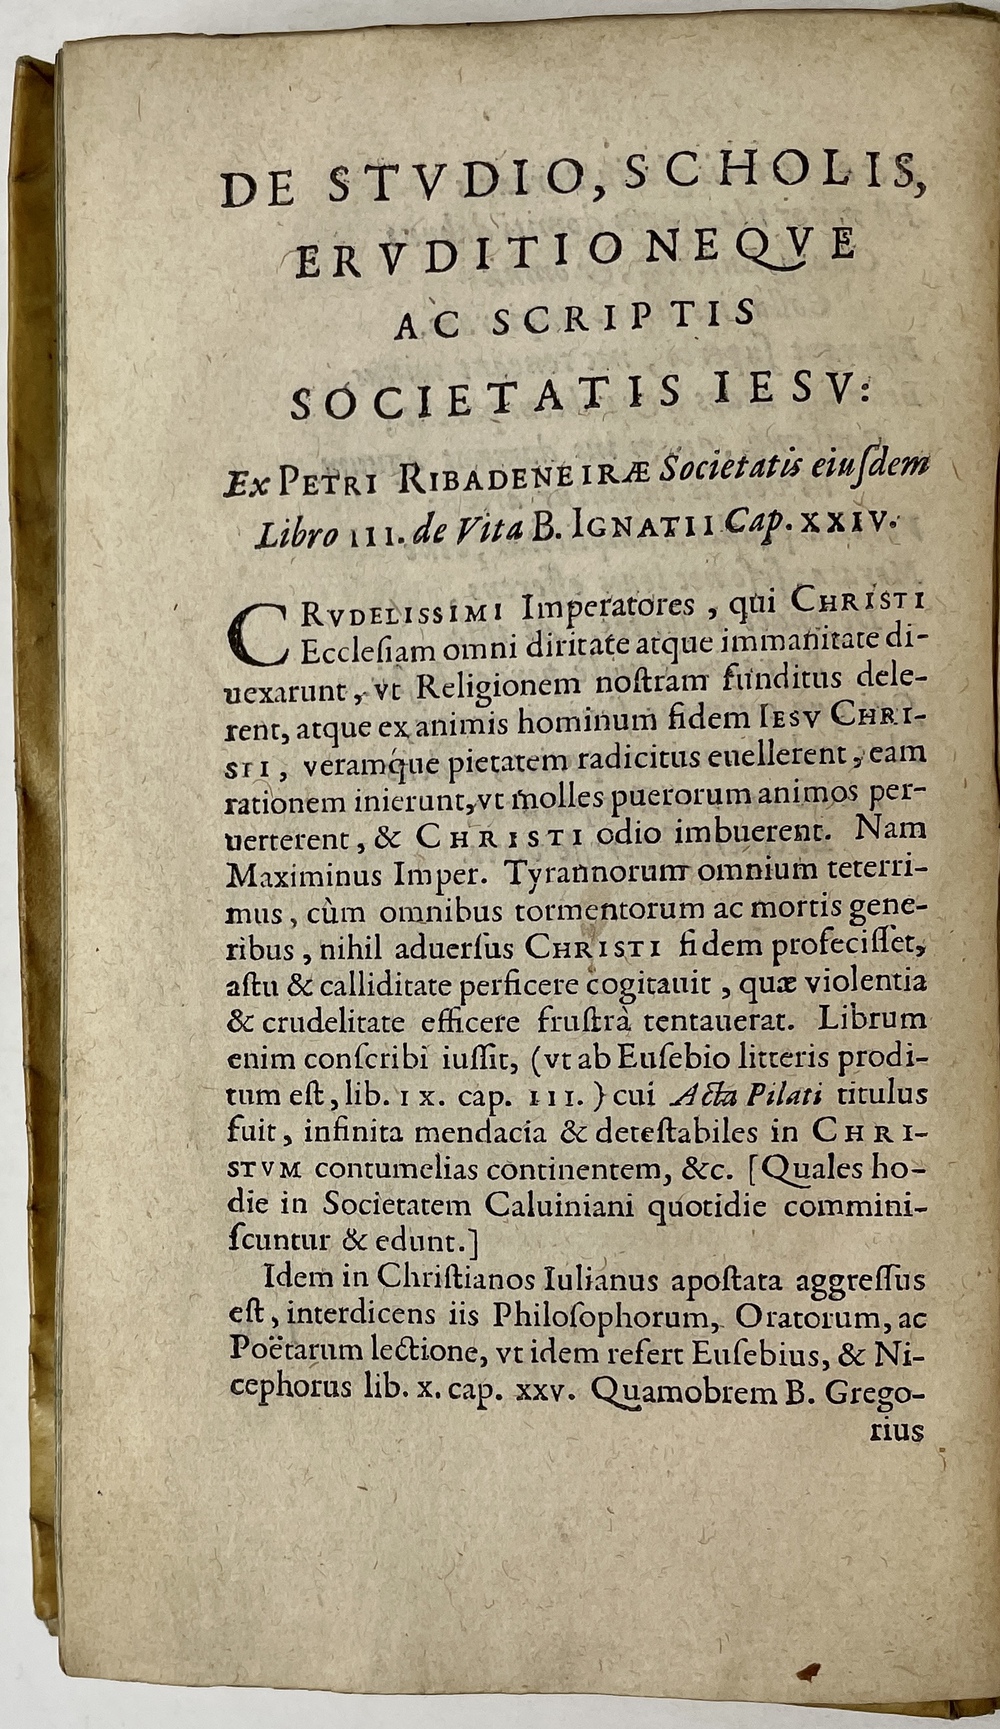 DE STVDIO, SCHOLIS,
ERVDITIONEQVE
AC SCRIPTIS
SOCIETATIS IESV:
Ex PETRI RIBADENEIRÆ Societatis eiuſdem
Libro III. de Vita B. IGNATII Cap. XXIV.
CRVDELISSIMI Imperatores, qui CHRISTI
Eccleſiam omni diritate atque immanitate di-
uexarunt, vt Religionem noſtram funditus dele-
rent, atque ex animis hominum fidem IESV CHRI-
STI, veramq́ue pietatem radicitus euellerent, eam
rationem inierunt, vt molles puerorum animos per-
uerterent, & CHRISTI odio imbuerent. Nam
Maximinus Imper. Tyrannorum omnium teterri-
mus, cùm omnibus tormentorum ac mortis gene-
ribus, nihil aduerſus CHRISTI fidem profeciſſet,
aſtu & calliditate perficere cogitauit, quæ violentia
& crudelitate efficere fruſtrà tentauerat. Librum
enim conſcribi iuſſit, (vt ab Euſebio litteris prodi-
tum eſt, lib. IX. cap. III.) cui Acta Pilati titulus
fuit, infinita mendacia & deteſtabiles in CHRI-
STVM contumelias continentem, &c. [Quales ho-
die in Societatem Caluiniani quotidie commini-
ſcuntur & edunt.]
Idem in Chriſtianos Iulianus apoſtata aggreſſus
eſt, interdicens iis Philoſophorum, Oratorum, ac
Poëtarum lectione, vt idem refert Euſebius, & Ni-
cephorus lib. X. cap. XXV. Quamobrem B. Grego-
rius